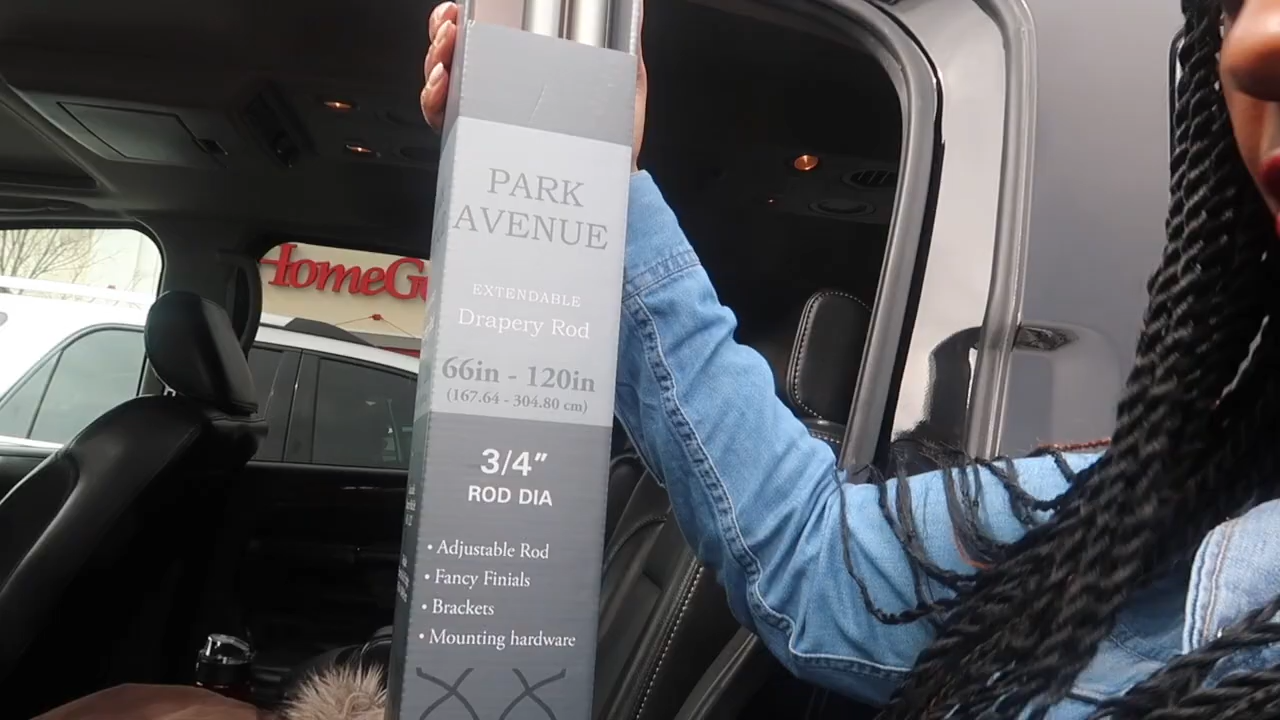 HomeG
PARK
AVENUE
EXTENDABLE
Drapery Rod
66in - 120in
(167.64 - 304.80 cm)
3/4”
ROD DIA
• Adjustable Rod
• Fancy Finials
• Brackets
• Mounting hardware